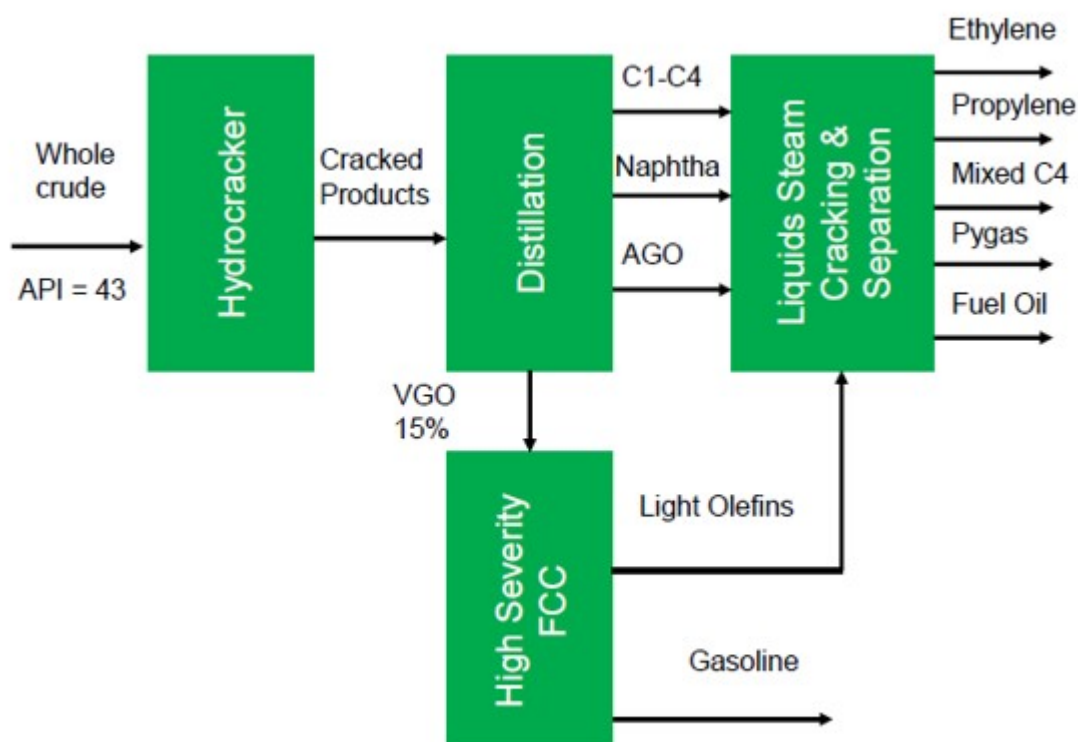 Whole
crude
API = 43
Hydrocracker
Cracked
Products
Distillation
C1-C4
Naphtha
AGO
Liquids Steam
Cracking &
Separation
Ethylene
Propylene
Mixed C4
Pygas
Fuel Oil
VGO
15%
High Severity
FCC
Light Olefins
Gasoline